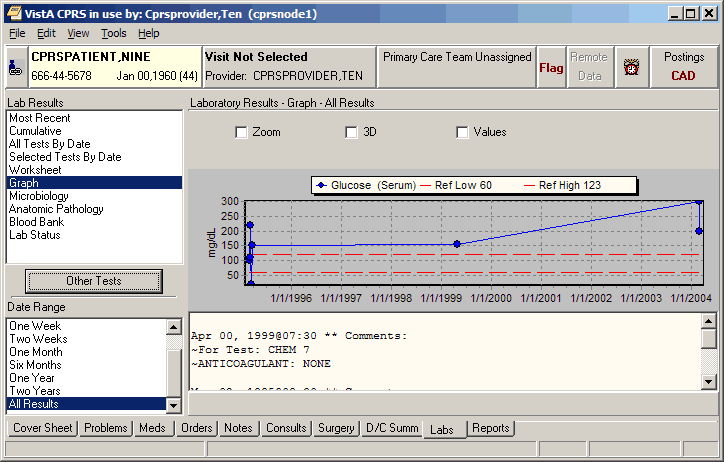 VistA CPRS in use by: Cprsprovider,Ten (cprsnode1)
File Edit View Tools Help
CPRSPATIENT,NINE
666-44-5678 Jan 00,1960 (44)
Visit Not Selected
Provider: CPRSPROVIDER,TEN
Primary Care Team Unassigned
Flag
Remote
Data
Postings
CAD
Lab Results
Most Recent
Cumulative
All Tests By Date
Selected Tests By Date
Worksheet
Graph
Microbiology
Anatomic Pathology
Blood Bank
Lab Status
Other Tests
Date Range
One Week
Two Weeks
One Month
Six Months
One Year
Two Years
All Results
Laboratory Results - Graph - All Results
Zoom 3D Values
Glucose (Serum) Ref Low 60 Ref High 123
mg/dL
300
250
200
150
100
50
1/1/1996 1/1/1997 1/1/1998 1/1/1999 1/1/2000 1/1/2001 1/1/2002 1/1/2003 1/1/2004
Apr 00, 1999@07:30 ** Comments:
~For Test: CHEM 7
~ANTICOAGULANT: NONE
Cover Sheet Problems Meds Orders Notes Consults Surgery D/C Summ Labs Reports